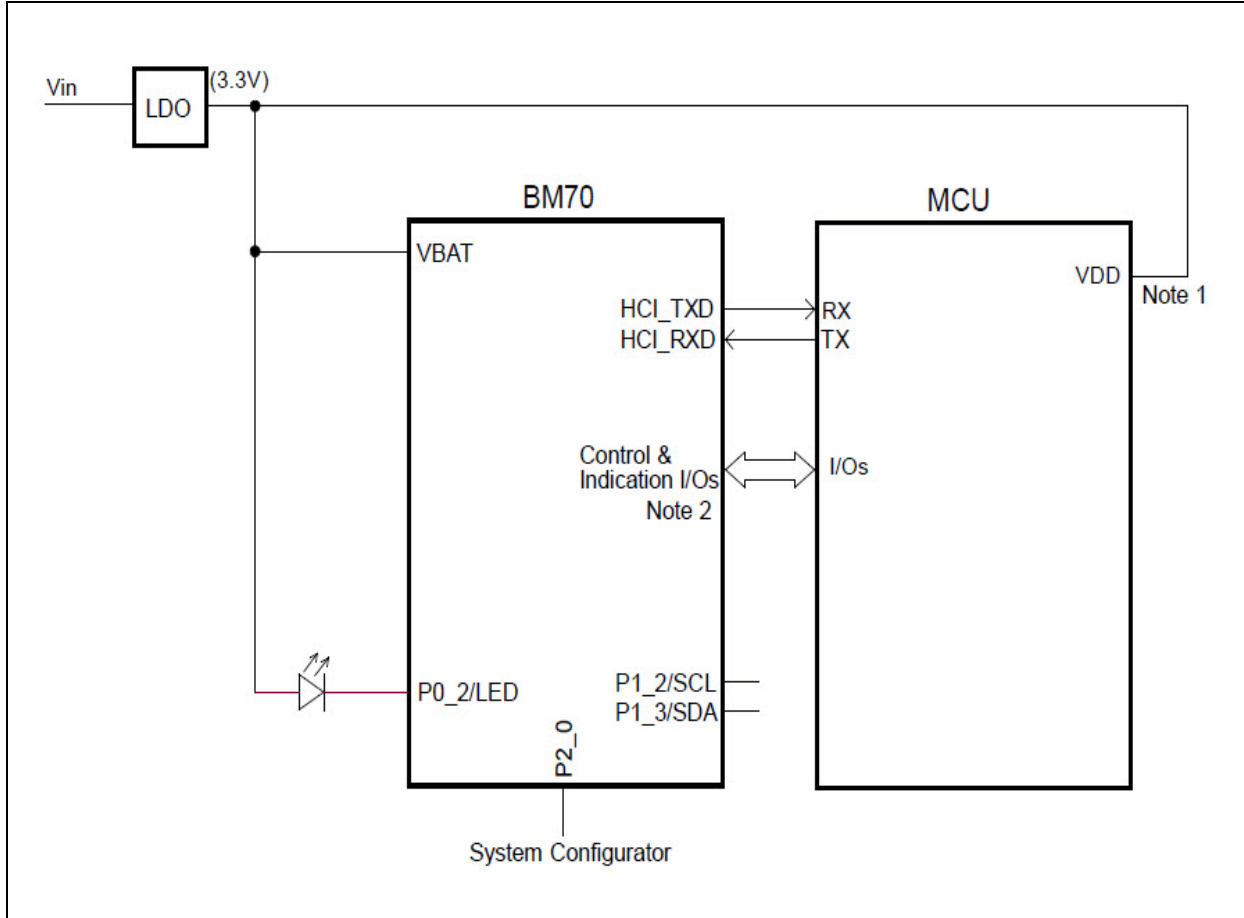 Vin
LDO
(3.3V)
BM70
MCU
VBAT
VDD
Note 1
HCI_TXD
RX
HCI_RXD
TX
Control &
Indication I/Os
Note 2
I/Os
P0_2/LED
P1_2/SCL
P1_3/SDA
P2_0
System Configurator